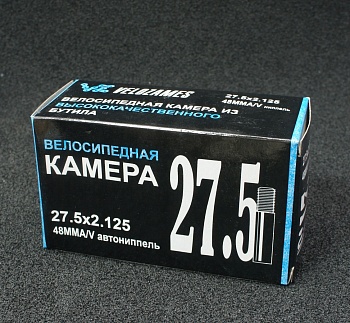 VELOZAMES
27.5x2.125
48MMA/V ниппель
ВЕЛОСИПЕДНАЯ КАМЕРА ИЗ
ВЫСОКОКАЧЕСТВЕННОГО
БУТИЛА
ВЕЛОСИПЕДНАЯ
КАМЕРА
27.5
27.5x2.125
48MMA/V автониппель